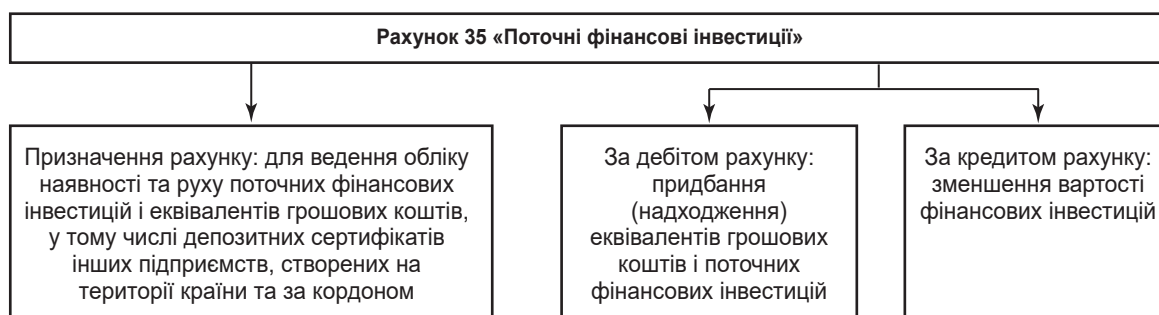 Рахунок 35 «Поточні фінансові інвестиції»
Призначення рахунку: для ведення обліку
наявності та руху поточних фінансових
інвестицій і еквівалентів грошових коштів,
у тому числі депозитних сертифікатів
інших підприємств, створених на
території країни та за кордоном
За дебітом рахунку:
придбання
(надходження)
еквівалентів грошових
коштів і поточних
фінансових інвестицій
За кредитом рахунку:
зменшення вартості
фінансових інвестицій